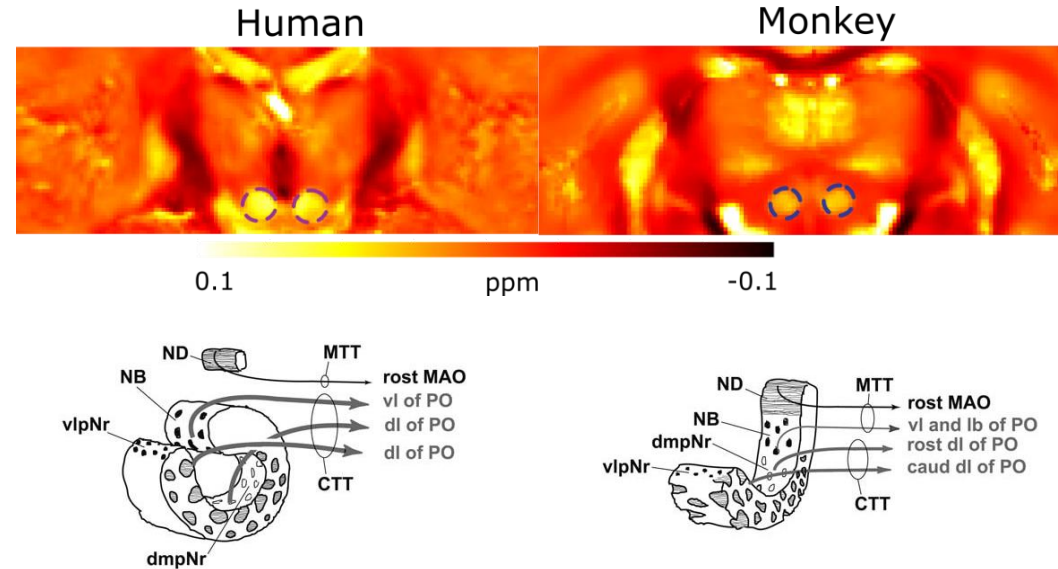 Human
Monkey
0.1 ppm -0.1
ND
MTT
rost MAO
NB
vl of PO
vlpNr
dl of PO
dl of PO
CTT
dmpNr
ND
MTT
rost MAO
NB
vl and lb of PO
dmpNr
rost dl of PO
vlpNr
caud dl of PO
CTT